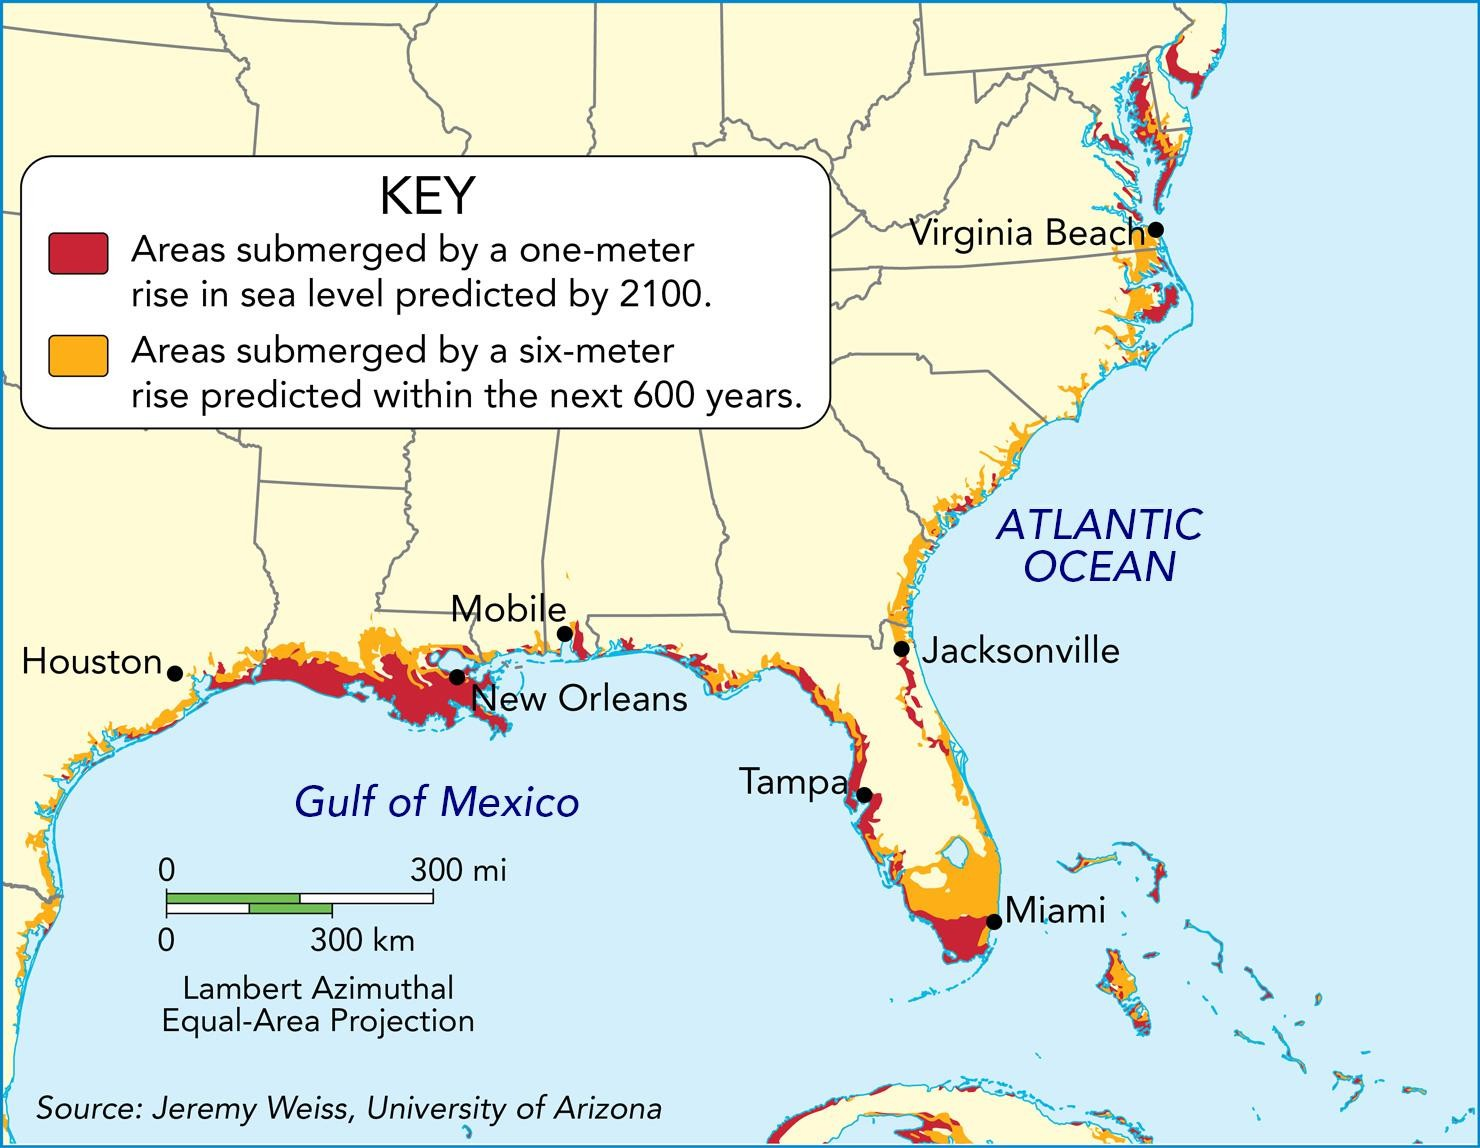 KEY
Areas submerged by a one-meter
rise in sea level predicted by 2100.
Areas submerged by a six-meter
rise predicted within the next 600 years.
Virginia Beach
ATLANTIC
OCEAN
Mobile
Houston
Jacksonville
New Orleans
Tampa
Gulf of Mexico
Miami
0 300 mi
0 300 km
Lambert Azimuthal
Equal-Area Projection
Source: Jeremy Weiss, University of Arizona